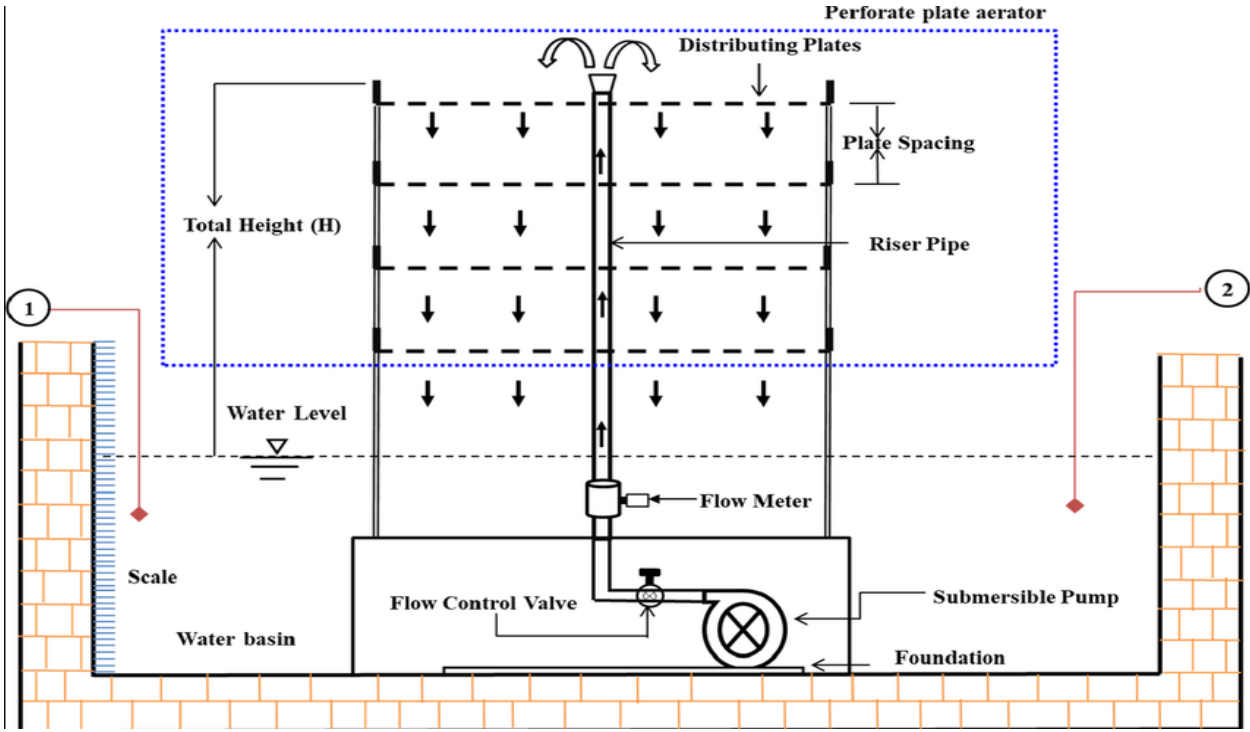 Perforate plate aerator
Distributing Plates
Plate Spacing
Total Height (H)
Riser Pipe
1
2
Water Level
Flow Meter
Scale
Flow Control Valve
Submersible Pump
Water basin
Foundation